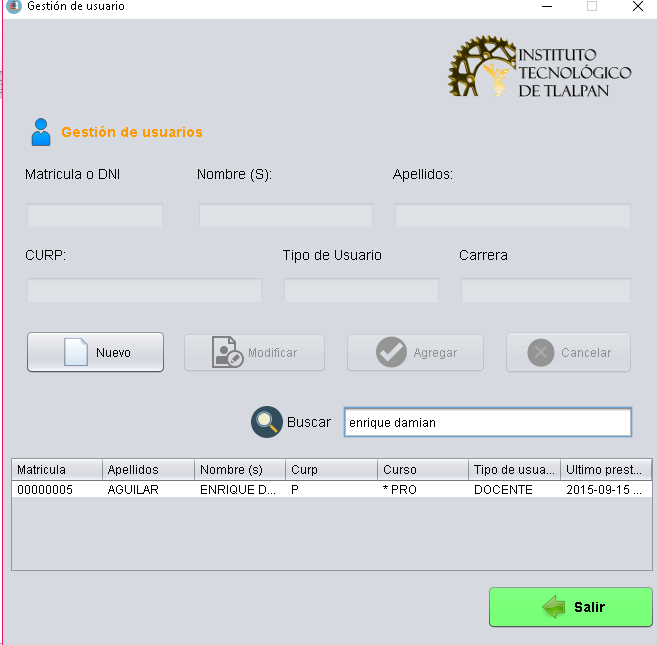 Gestión de usuario
INSTITUTO
TECNOLÓGICO
DE TLALPAN
Gestión de usuarios
Matricula o DNI Nombre (S): Apellidos:
CURP: Tipo de Usuario Carrera
Nuevo Modificar Agregar Cancelar
Buscar enrique damian
Matricula Apellidos Nombre (s) Curp Curso Tipo de usua... Ultimo prest...
00000005 AGUILAR ENRIQUE D... P * PRO DOCENTE 2015-09-15 ...
Salir